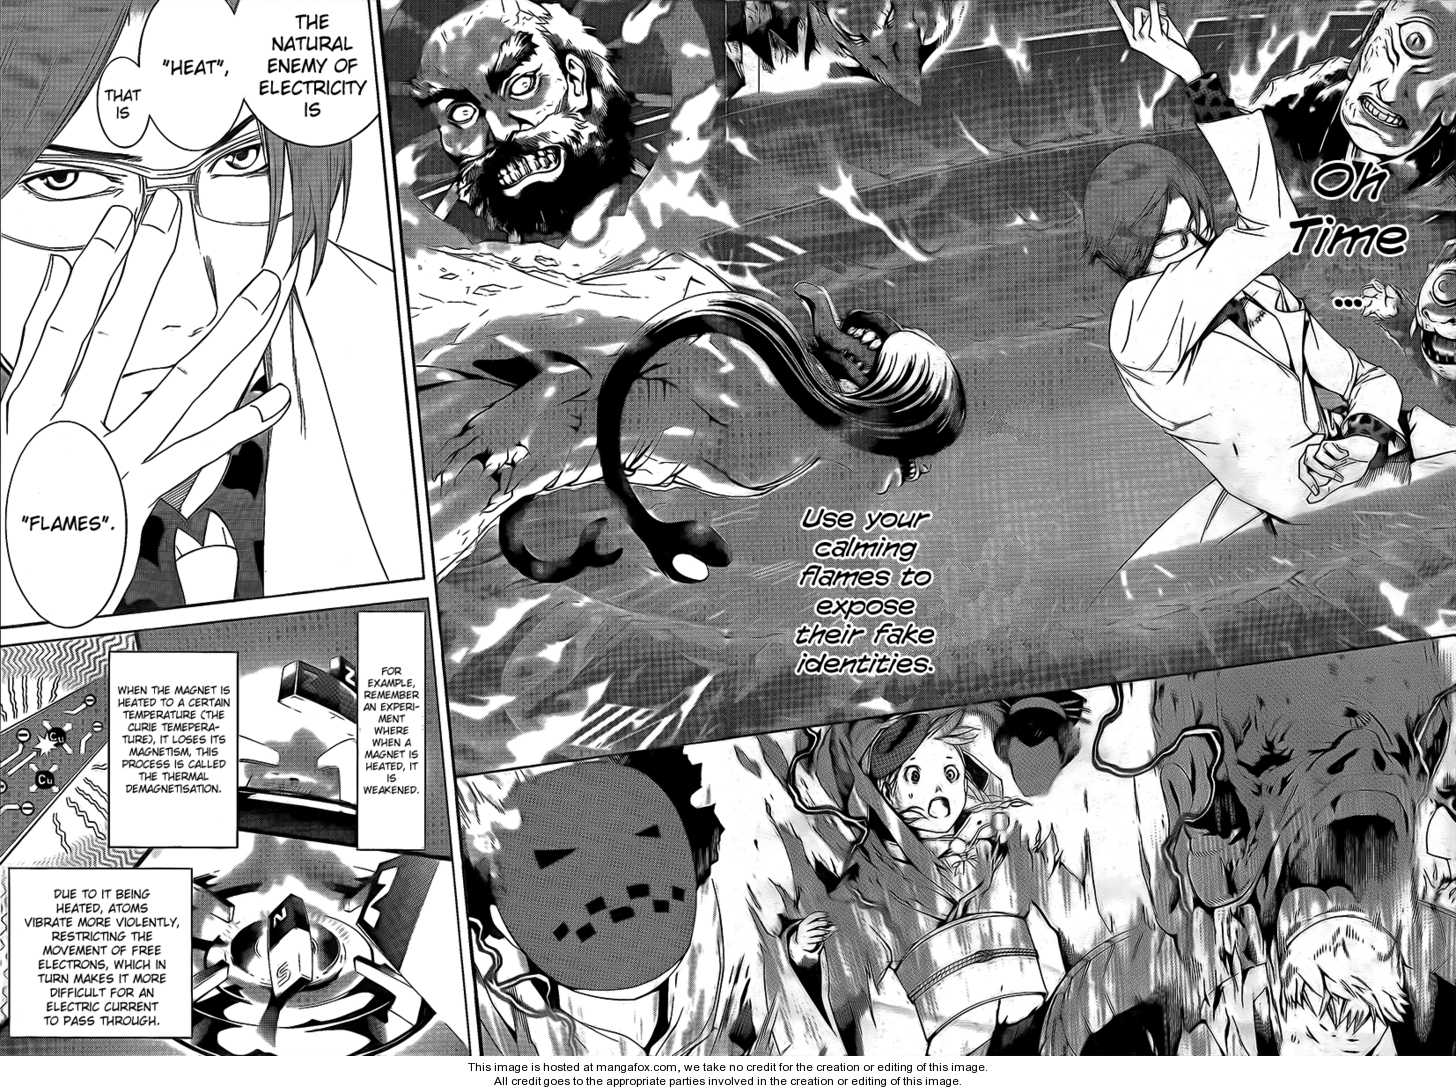 Oh
Time
...
Use your
calming
flames to
expose
their fake
identities.
THE
NATURAL
ENEMY OF
ELECTRICITY
IS
"HEAT",
THAT
IS
"FLAMES".
FOR
EXAMPLE,
REMEMBER
AN EXPERI-
MENT
WHERE
WHEN A
MAGNET IS
HEATED, IT
IS
WEAKENED.
WHEN THE MAGNET IS
HEATED TO A CERTAIN
TEMPERATURE (THE
CURIE TEMEPERA-
TURE), IT LOSES ITS
MAGNETISM, THIS
PROCESS IS CALLED
THE THERMAL
DEMAGNETISATION.
Cu
Cu
N
S
DUE TO IT BEING
HEATED, ATOMS
VIBRATE MORE VIOLENTLY,
RESTRICTING THE
MOVEMENT OF FREE
ELECTRONS, WHICH IN
TURN MAKES IT MORE
DIFFICULT FOR AN
ELECTRIC CURRENT
TO PASS THROUGH.
This image is hosted at mangafox.com, we take no credit for the creation or editing of this image.
All credit goes to the appropriate parties involved in the creation or editing of this image.